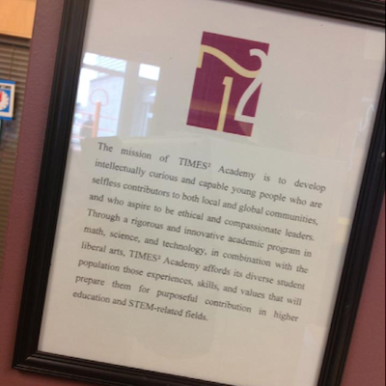 The mission of TIMES² Academy is to develop
intellectually curious and capable young people who are
selfless contributors to both local and global communities,
and who aspire to be ethical and compassionate leaders.
Through a rigorous and innovative academic program in
math, science, and technology, in combination with the
liberal arts, TIMES² Academy affords its diverse student
population those experiences, skills, and values that will
prepare them for purposeful contribution in higher
education and STEM-related fields.